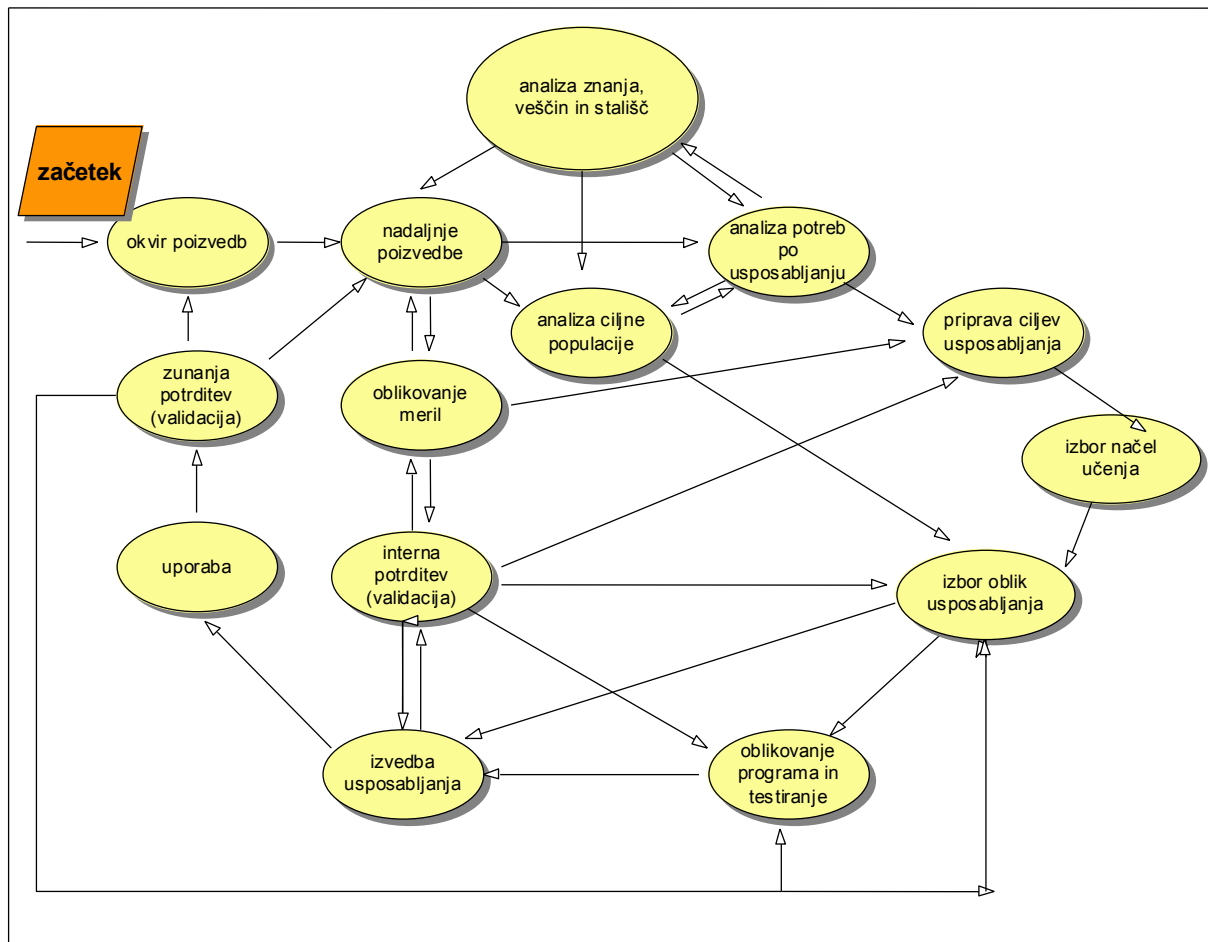 analiza znanja,
veščin in stališč
začetek
okvir poizvedb
nadaljnje
poizvedbe
analiza potreb
po
usposabljanju
analiza ciljne
populacije
priprava ciljev
usposabljanja
zunanja
potrditev
(validacija)
oblikovanje
meril
izbor načel
učenja
uporaba
interna
potrditev
(validacija)
izbor oblik
usposabljanja
izvedba
usposabljanja
oblikovanje
programa in
testiranje